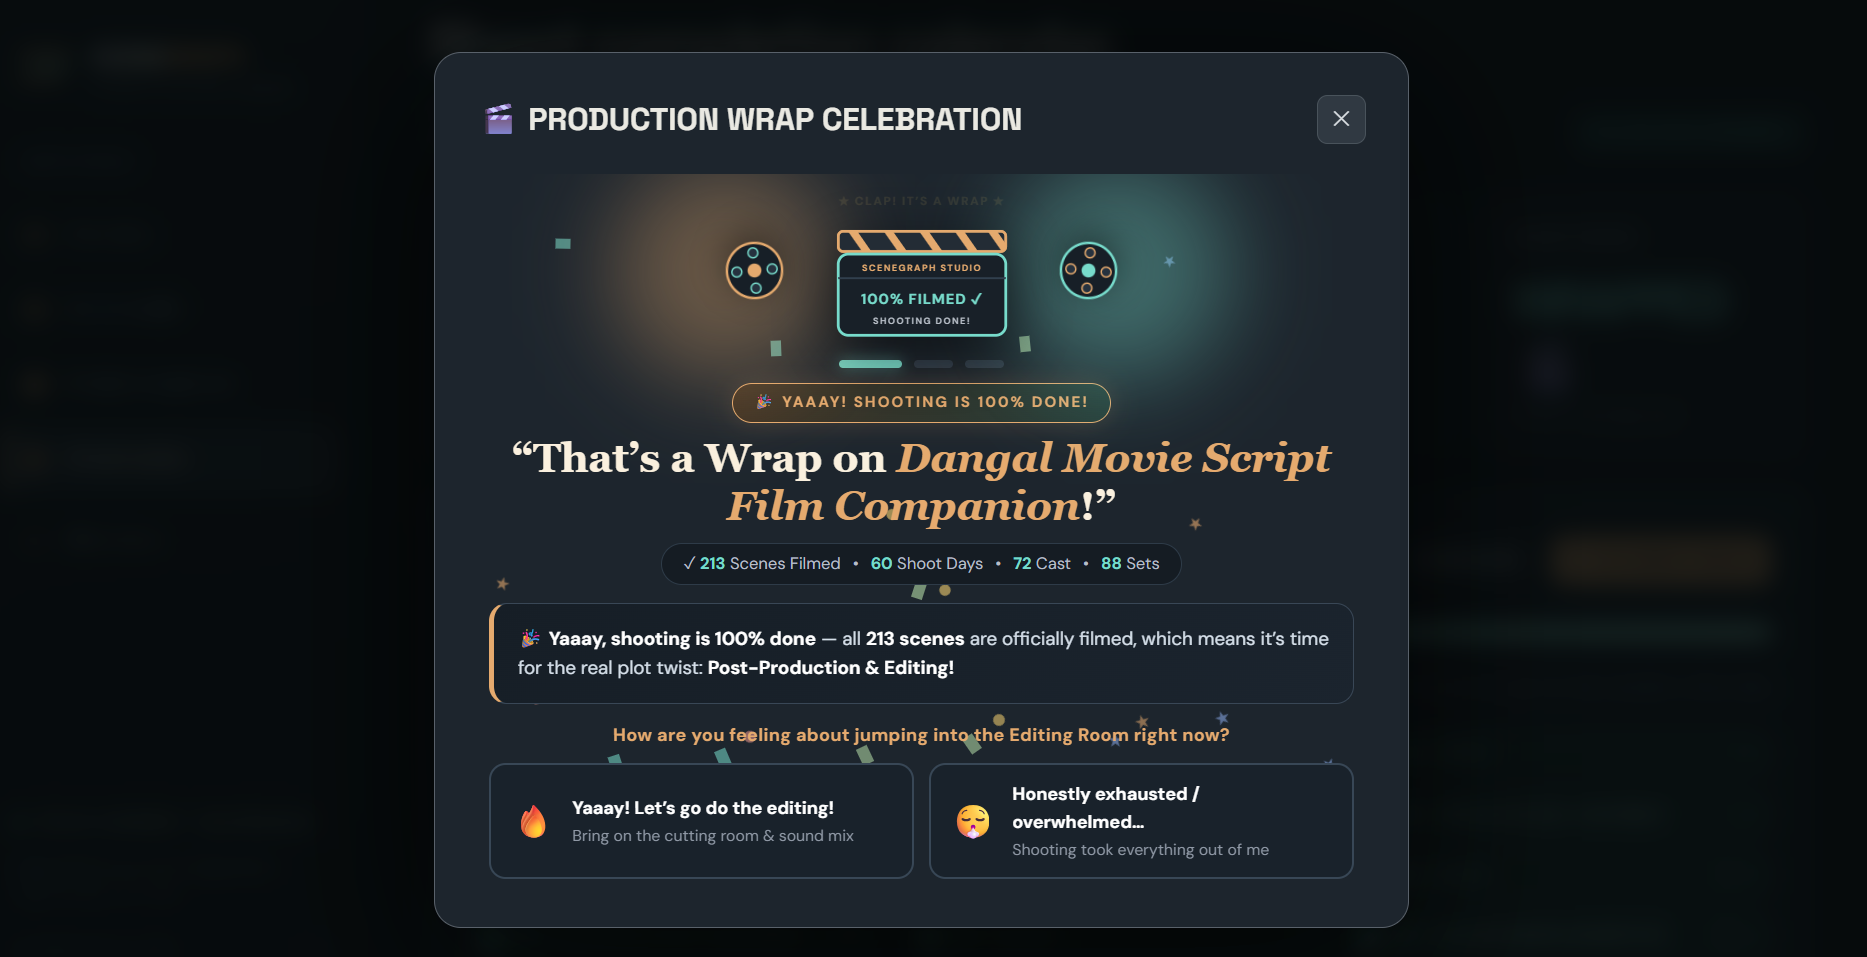 PRODUCTION WRAP CELEBRATION
★ CLAP! IT'S A WRAP ★
SCENEGRAPH STUDIO
100% FILMED ✓
SHOOTING DONE!
🎉 YAAAY! SHOOTING IS 100% DONE!
“That’s a Wrap on Dangal Movie Script
Film Companion!”
✓ 213 Scenes Filmed • 60 Shoot Days • 72 Cast • 88 Sets
🎉 Yaaay, shooting is 100% done — all 213 scenes are officially filmed, which means it’s time
for the real plot twist: Post-Production & Editing!
How are you feeling about jumping into the Editing Room right now?
Yaaay! Let’s go do the editing!
Bring on the cutting room & sound mix
Honestly exhausted /
overwhelmed...
Shooting took everything out of me